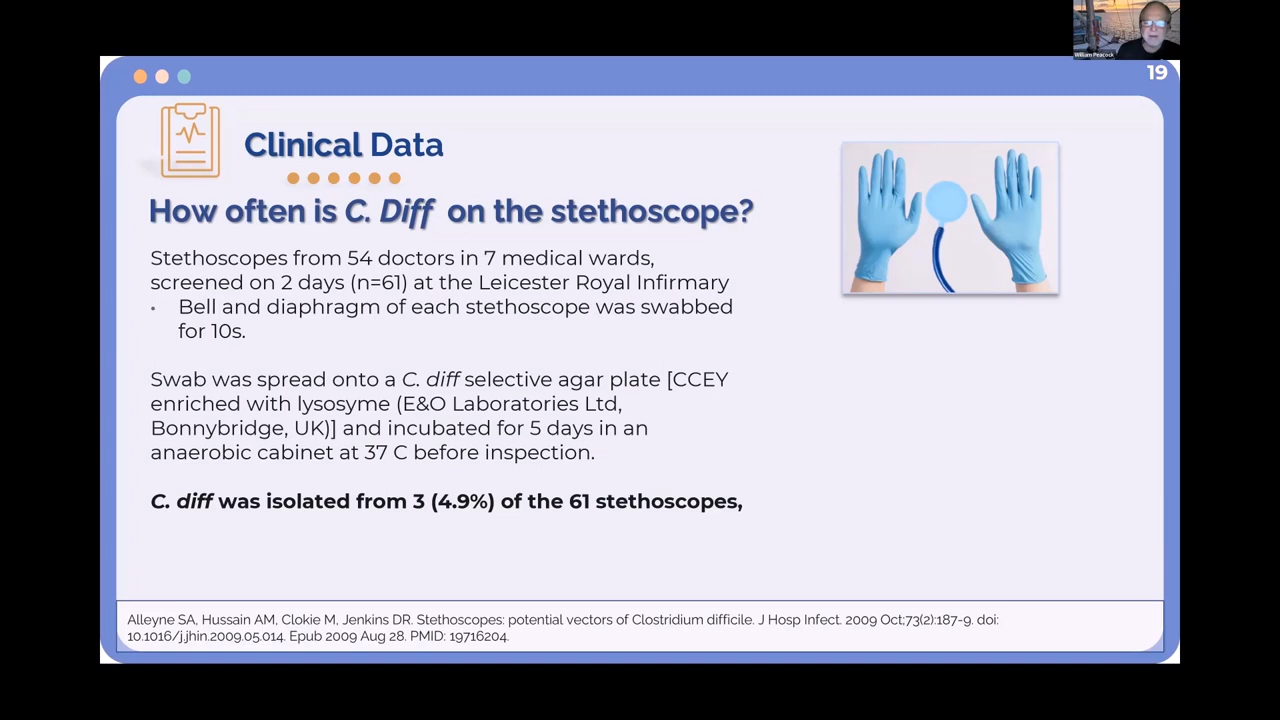 William Peacock
19
Clinical Data
How often is C. Diff on the stethoscope?
Stethoscopes from 54 doctors in 7 medical wards,
screened on 2 days (n=61) at the Leicester Royal Infirmary
• Bell and diaphragm of each stethoscope was swabbed
for 10s.
Swab was spread onto a C. diff selective agar plate [CCEY
enriched with lysosyme (E&O Laboratories Ltd,
Bonnybridge, UK)] and incubated for 5 days in an
anaerobic cabinet at 37 C before inspection.
C. diff was isolated from 3 (4.9%) of the 61 stethoscopes,
Alleyne SA, Hussain AM, Clokie M, Jenkins DR. Stethoscopes: potential vectors of Clostridium difficile. J Hosp Infect. 2009 Oct;73(2):187-9. doi:
10.1016/j.jhin.2009.05.014. Epub 2009 Aug 28. PMID: 19716204.